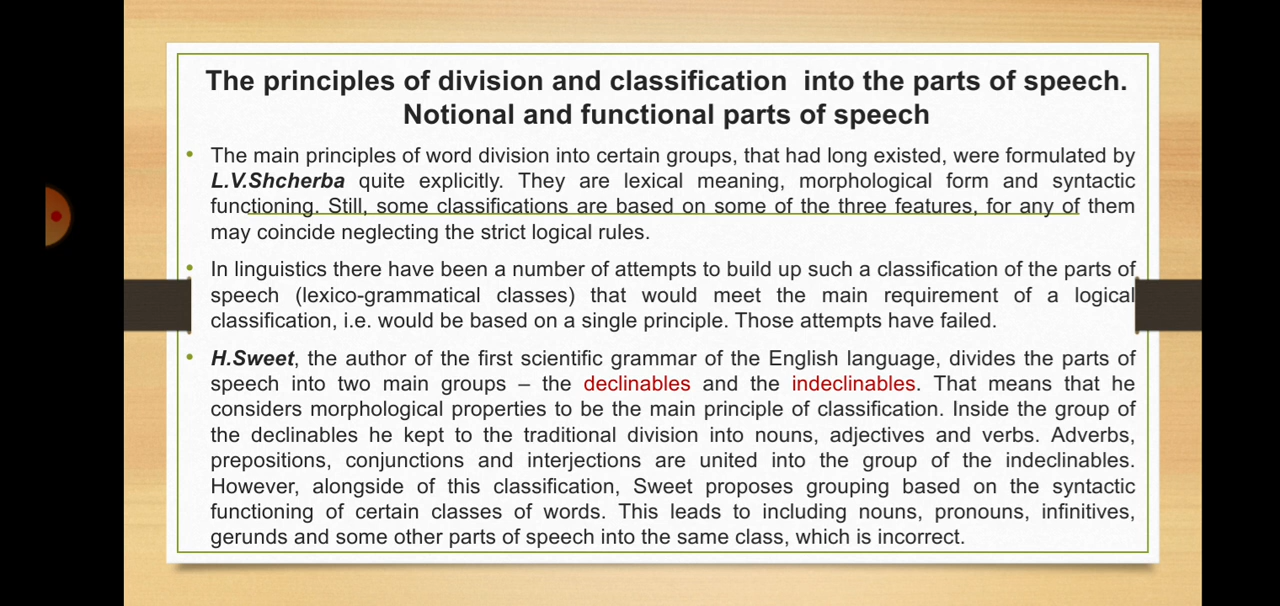 The principles of division and classification  into the parts of speech.
Notional and functional parts of speech
• The main principles of word division into certain groups, that had long existed, were formulated by
L.V.Shcherba quite explicitly. They are lexical meaning, morphological form and syntactic
functioning. Still, some classifications are based on some of the three features, for any of them
may coincide neglecting the strict logical rules.
• In linguistics there have been a number of attempts to build up such a classification of the parts of
speech (lexico-grammatical classes) that would meet the main requirement of a logical
classification, i.e. would be based on a single principle. Those attempts have failed.
• H.Sweet, the author of the first scientific grammar of the English language, divides the parts of
speech into two main groups – the declinables and the indeclinables. That means that he
considers morphological properties to be the main principle of classification. Inside the group of
the declinables he kept to the traditional division into nouns, adjectives and verbs. Adverbs,
prepositions, conjunctions and interjections are united into the group of the indeclinables.
However, alongside of this classification, Sweet proposes grouping based on the syntactic
functioning of certain classes of words. This leads to including nouns, pronouns, infinitives,
gerunds and some other parts of speech into the same class, which is incorrect.